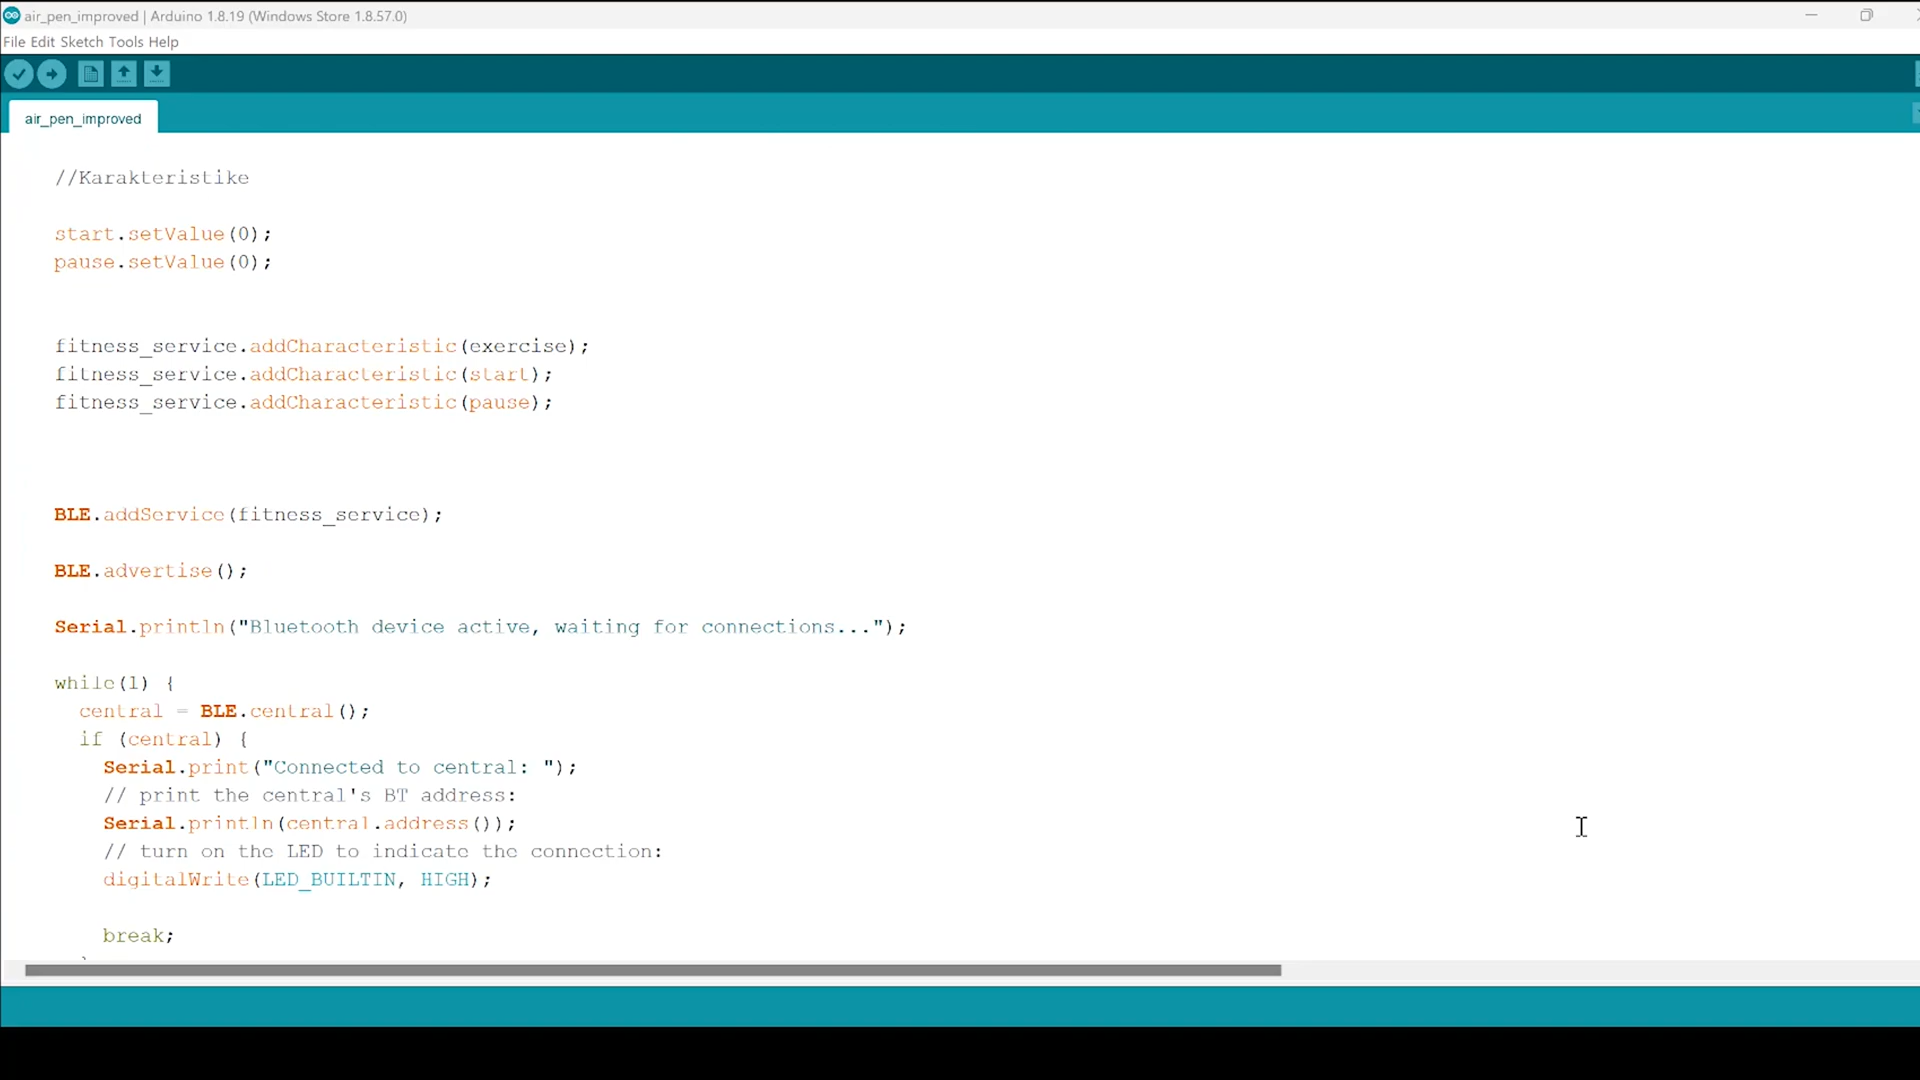 air_pen_improved | Arduino 1.8.19 (Windows Store 1.8.57.0)
File Edit Sketch Tools Help
air_pen_improved
//Karakteristike
start.setValue(0);
pause.setValue(0);
fitness_service.addCharacteristic(exercise);
fitness_service.addCharacteristic(start);
fitness_service.addCharacteristic(pause);
BLE.addService(fitness_service);
BLE.advertise();
Serial.println("Bluetooth device active, waiting for connections...");
while(1) {
central = BLE.central();
if (central) {
Serial.print("Connected to central: ");
// print the central's BT address:
Serial.println(central.address());
// turn on the LED to indicate the connection:
digitalWrite(LED_BUILTIN, HIGH);
break;